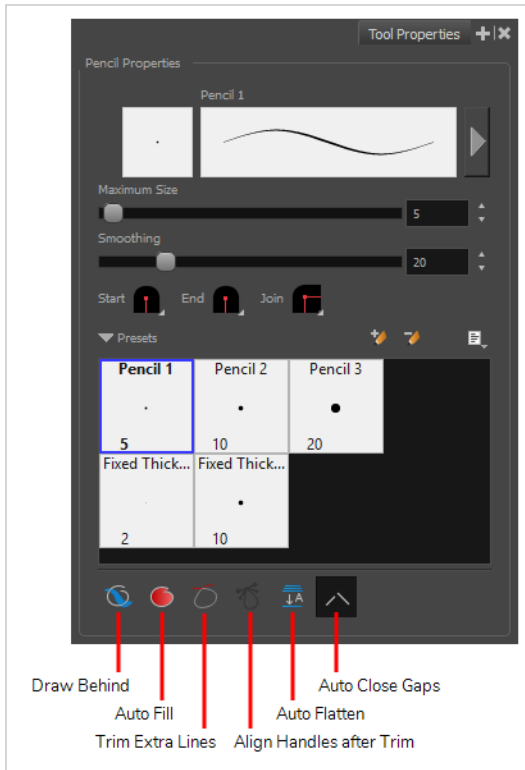 Tool Properties
Pencil Properties
Pencil 1
Maximum Size
5
Smoothing
20
Start End Join
Presets
Pencil 1 Pencil 2 Pencil 3
5 10 20
Fixed Thick... Fixed Thick...
2 10
A
Draw Behind Auto Close Gaps
Auto Fill Auto Flatten
Trim Extra Lines Align Handles after Trim